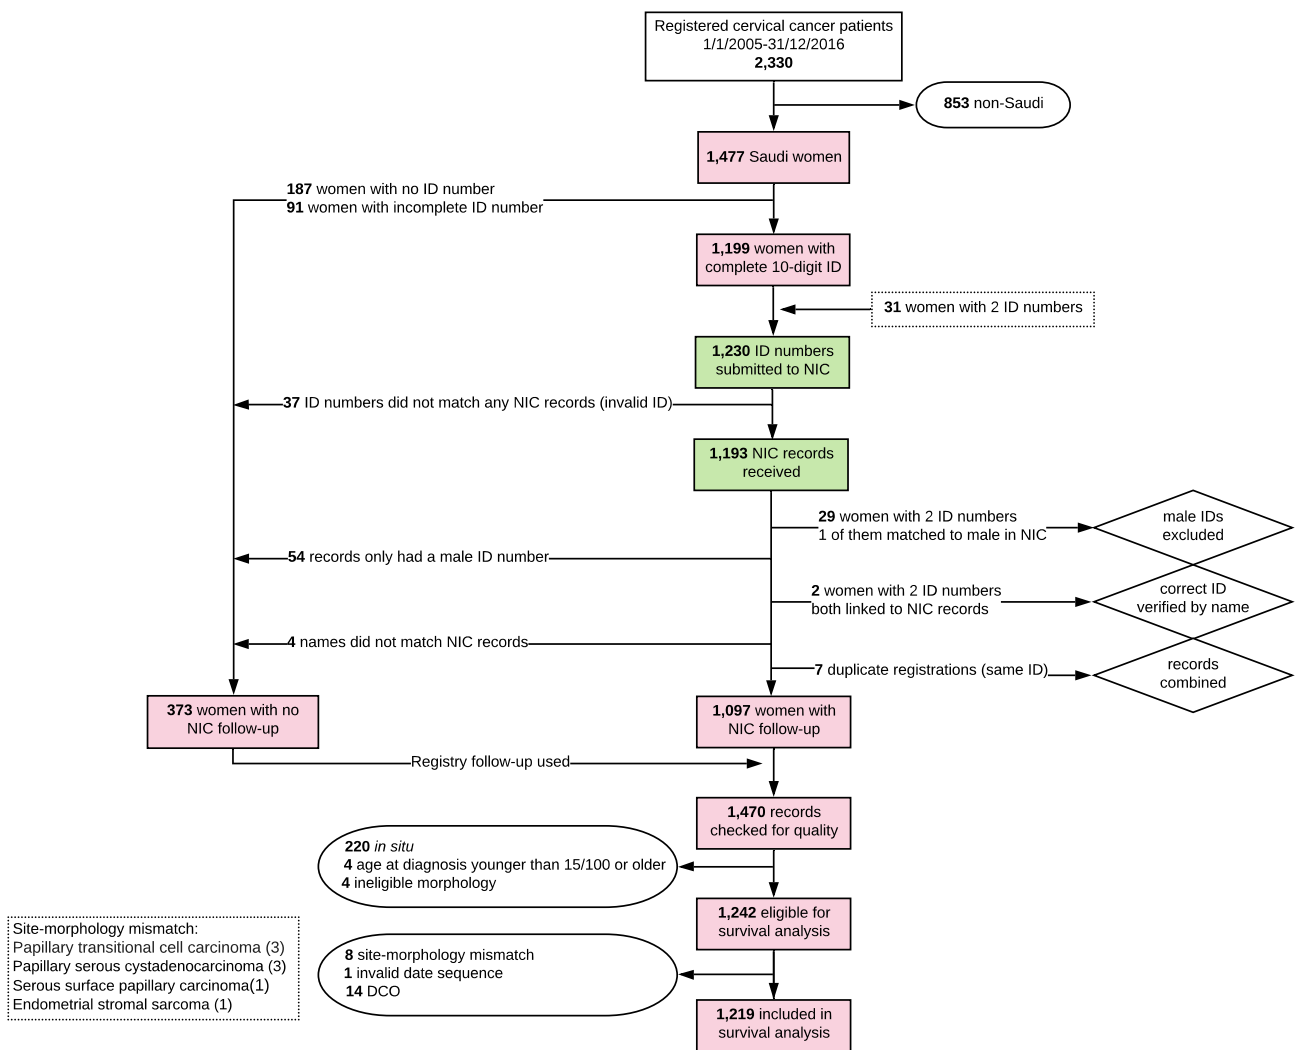 Registered cervical cancer patients
1/1/2005-31/12/2016
2,330
853 non-Saudi
1,477 Saudi women
187 women with no ID number
91 women with incomplete ID number
1,199 women with
complete 10-digit ID
31 women with 2 ID numbers
1,230 ID numbers
submitted to NIC
37 ID numbers did not match any NIC records (invalid ID)
1,193 NIC records
received
29 women with 2 ID numbers
1 of them matched to male in NIC
male IDs
excluded
54 records only had a male ID number
2 women with 2 ID numbers
both linked to NIC records
correct ID
verified by name
4 names did not match NIC records
7 duplicate registrations (same ID)
records
combined
373 women with no
NIC follow-up
1,097 women with
NIC follow-up
Registry follow-up used
1,470 records
checked for quality
220 in situ
4 age at diagnosis younger than 15/100 or older
4 ineligible morphology
1,242 eligible for
survival analysis
Site-morphology mismatch:
Papillary transitional cell carcinoma (3)
Papillary serous cystadenocarcinoma (3)
Serous surface papillary carcinoma(1)
Endometrial stromal sarcoma (1)
8 site-morphology mismatch
1 invalid date sequence
14 DCO
1,219 included in
survival analysis